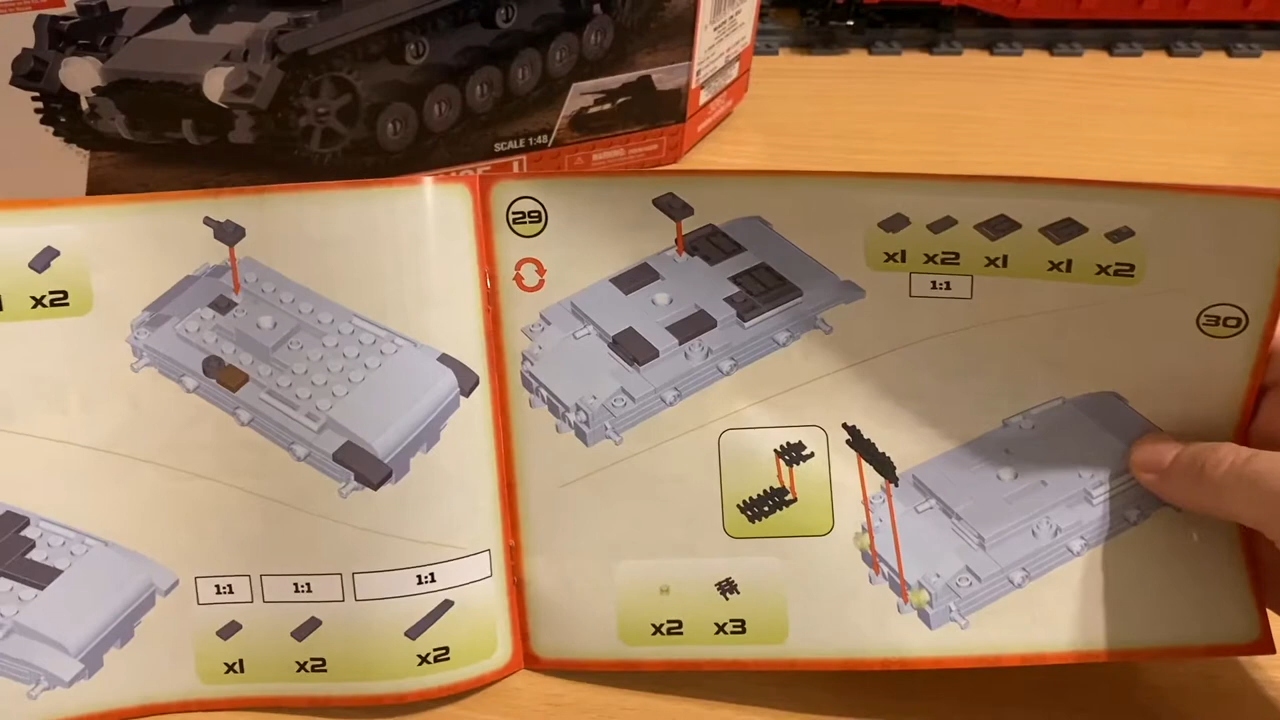 SCALE 1:48
WARNING:
x2
1:1 1:1 1:1
x1 x2 x2
29
x1 x2 x1 x1 x2
1:1
30
x2 x3